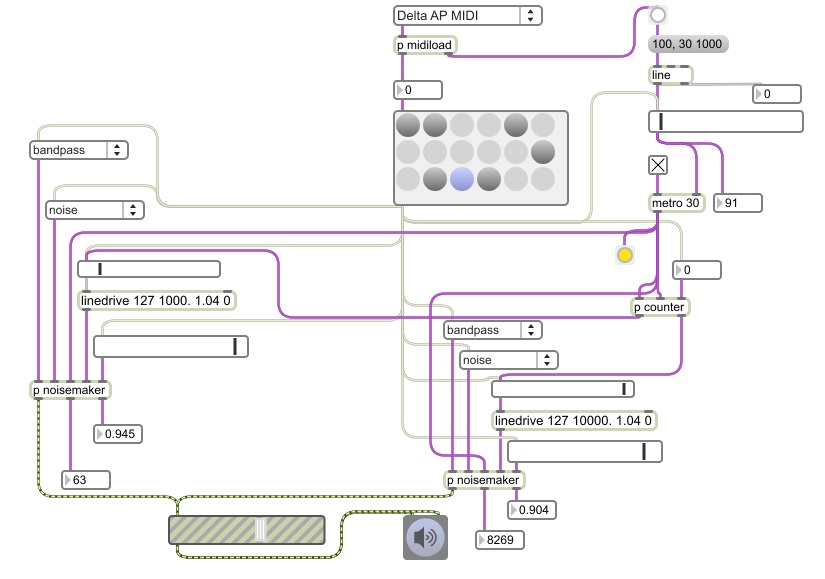 Delta AP MIDI
p midiload
100, 30 1000
line
0
0
bandpass
noise
metro 30
91
0
linedrive 127 1000. 1.04 0
p counter
bandpass
noise
p noisemaker
linedrive 127 10000. 1.04 0
0.945
63
p noisemaker
0.904
8269